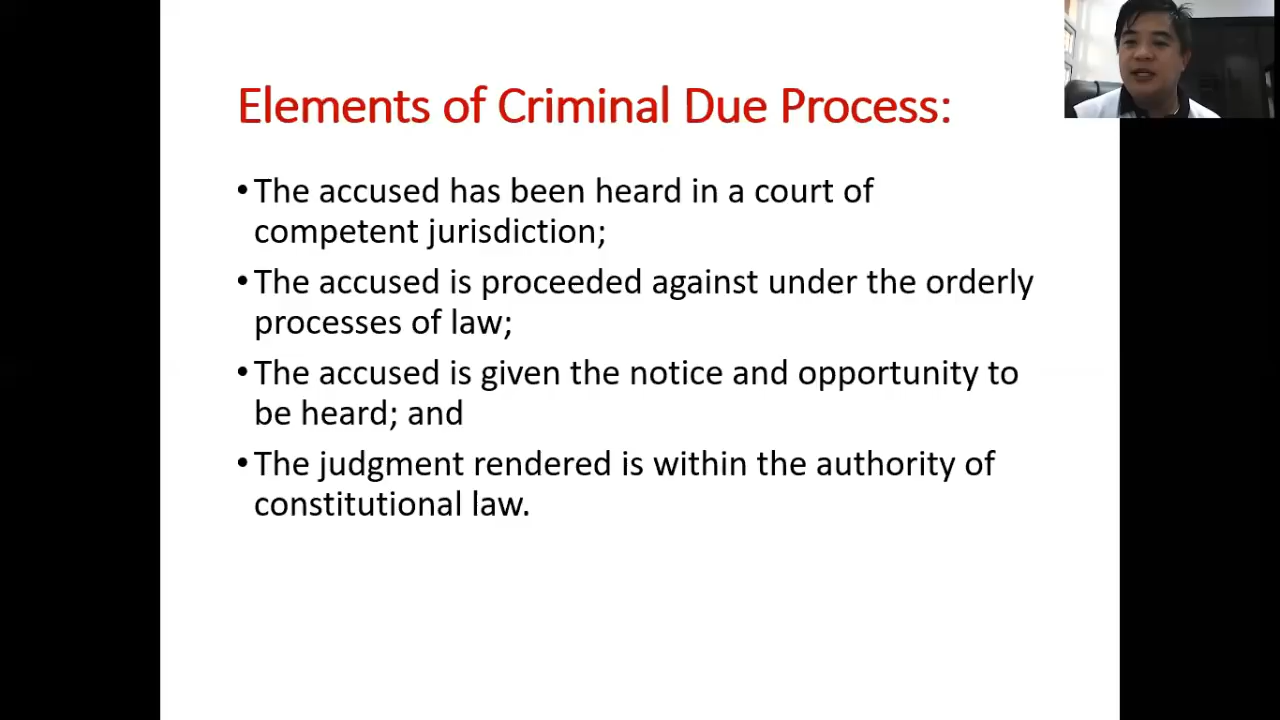 Elements of Criminal Due Process:
•The accused has been heard in a court of
competent jurisdiction;
•The accused is proceeded against under the orderly
processes of law;
•The accused is given the notice and opportunity to
be heard; and
•The judgment rendered is within the authority of
constitutional law.